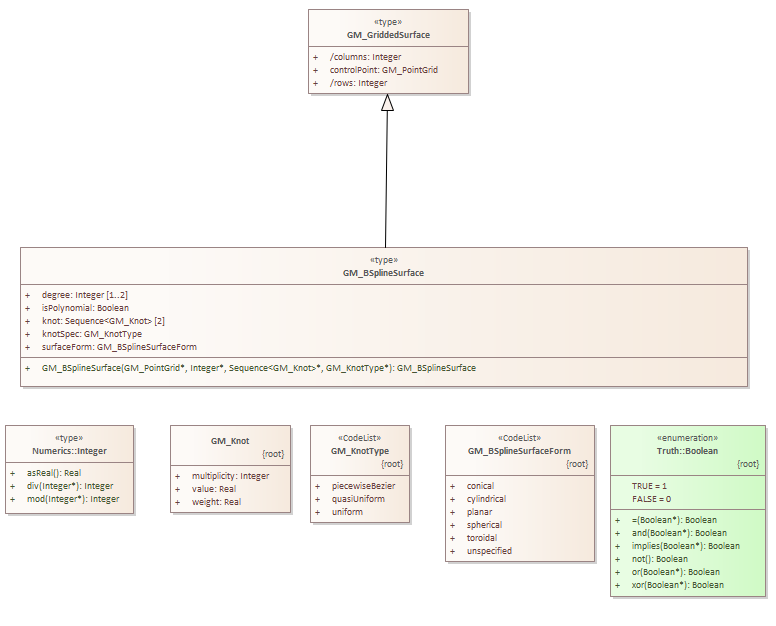 «type»
GM_GriddedSurface
+ /columns: Integer
+ controlPoint: GM_PointGrid
+ /rows: Integer
«type»
GM_BSplineSurface
+ degree: Integer [1..2]
+ isPolynomial: Boolean
+ knot: Sequence<GM_Knot> [2]
+ knotSpec: GM_KnotType
+ surfaceForm: GM_BSplineSurfaceForm
+ GM_BSplineSurface(GM_PointGrid*, Integer*, Sequence<GM_Knot>*, GM_KnotType*): GM_BSplineSurface
«type»
Numerics::Integer
+ asReal(): Real
+ div(Integer*): Integer
+ mod(Integer*): Integer
GM_Knot
{root}
+ multiplicity: Integer
+ value: Real
+ weight: Real
«CodeList»
GM_KnotType
{root}
+ piecewiseBezier
+ quasiUniform
+ uniform
«CodeList»
GM_BSplineSurfaceForm
{root}
+ conical
+ cylindrical
+ planar
+ spherical
+ toroidal
+ unspecified
«enumeration»
Truth::Boolean
{root}
TRUE = 1
FALSE = 0
+ =(Boolean*): Boolean
+ and(Boolean*): Boolean
+ implies(Boolean*): Boolean
+ not(): Boolean
+ or(Boolean*): Boolean
+ xor(Boolean*): Boolean